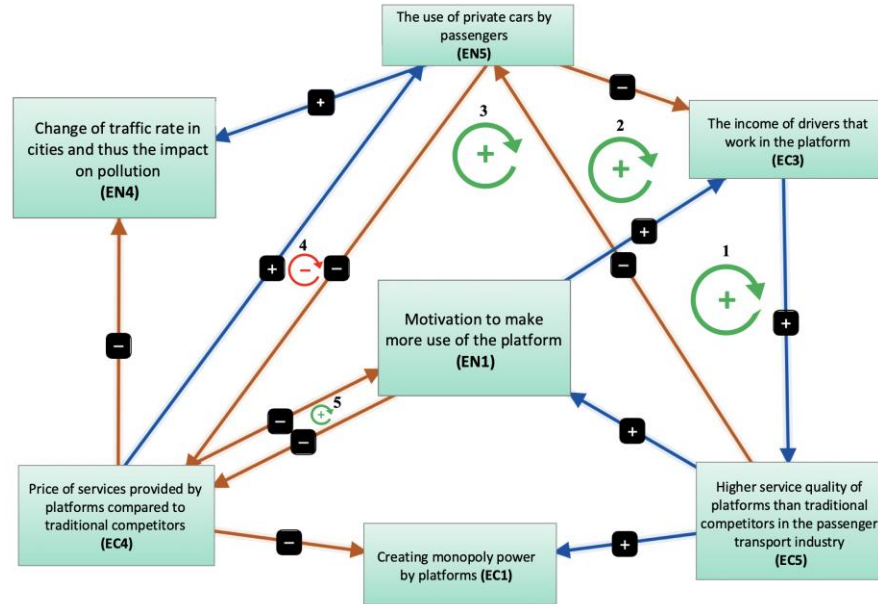 The use of private cars by
passengers
(EN5)
Change of traffic rate in
cities and thus the impact
on pollution
(EN4)
+
−
The income of drivers that
work in the platform
(EC3)
3
+
2
+
+
4
−
+
−
−
1
+
Motivation to make
more use of the platform
(EN1)
−
+
−
5
+
−
+
Price of services provided by
platforms compared to
traditional competitors
(EC4)
Higher service quality of
platforms than traditional
competitors in the passenger
transport industry
(EC5)
−
+
Creating monopoly power
by platforms (EC1)